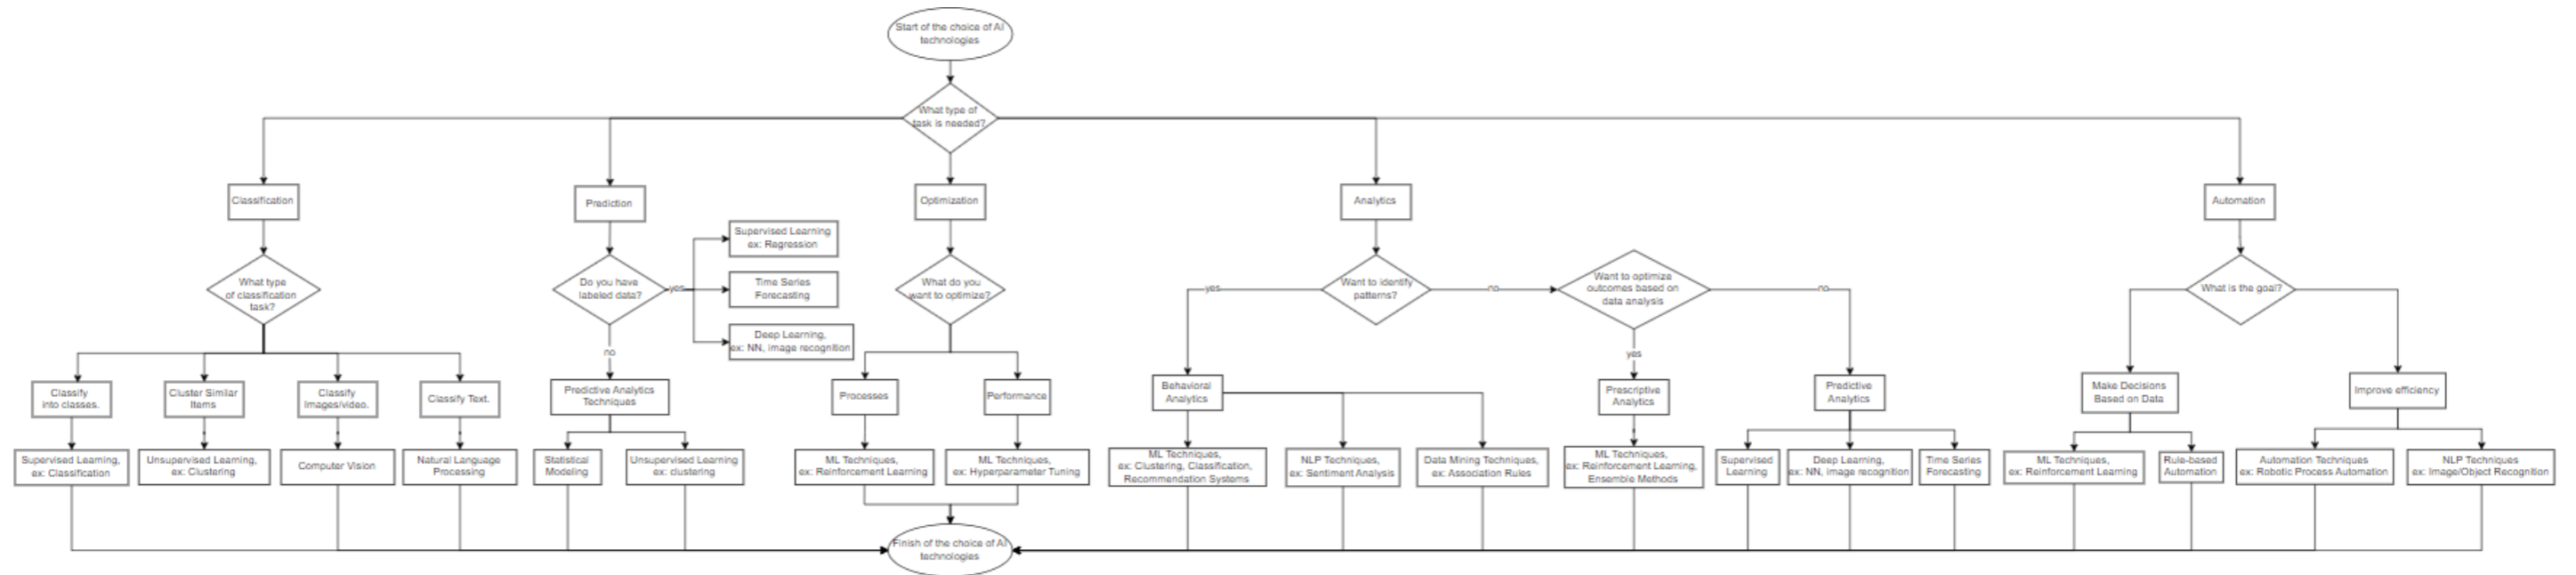 Start of the choice of AI
technologies
What type of
task is needed?
Classification
Prediction
Optimization
Analytics
Automation
What type
of classification
task?
Do you have
labeled data?
yes
no
Supervised Learning
ex: Regression
Time Series
Forecasting
Deep Learning,
ex: NN, image recognition
What do you
want to optimize?
Want to identify
patterns?
yes
no
Want to optimize
outcomes based on
data analysis
no
yes
What is the goal?
Classify
into classes.
Cluster Similar
Items
Classify
Images/video.
Classify Text.
Predictive Analytics
Techniques
Processes
Performance
Behavioral
Analytics
Prescriptive
Analytics
Predictive
Analytics
Make Decisions
Based on Data
Improve efficiency
Supervised Learning,
ex: Classification
Unsupervised Learning,
ex: Clustering
Computer Vision
Natural Language
Processing
Statistical
Modeling
Unsupervised Learning
ex: clustering
ML Techniques,
ex: Reinforcement Learning
ML Techniques,
ex: Hyperparameter Tuning
ML Techniques,
ex: Clustering, Classification,
Recommendation Systems
NLP Techniques,
ex: Sentiment Analysis
Data Mining Techniques,
ex: Association Rules
ML Techniques,
ex: Reinforcement Learning,
Ensemble Methods
Supervised
Learning
Deep Learning,
ex: NN, image recognition
Time Series
Forecasting
ML Techniques,
ex: Reinforcement Learning
Rule-based
Automation
Automation Techniques
ex: Robotic Process Automation
NLP Techniques
ex: Image/Object Recognition
Finish of the choice of AI
technologies